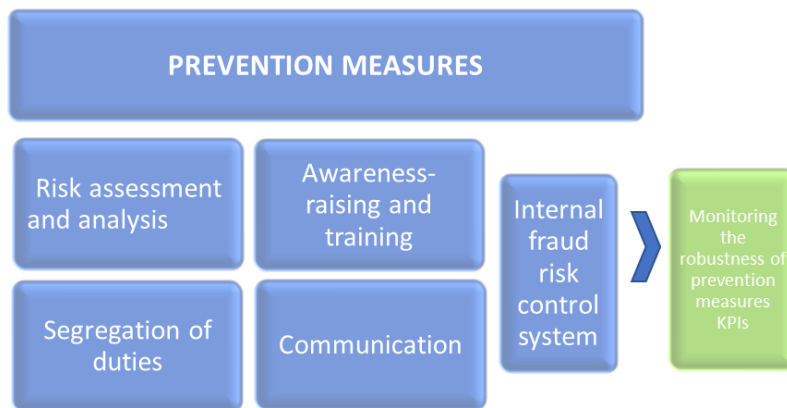 PREVENTION MEASURES
Risk assessment
and analysis
Awareness-
raising and
training
Segregation of
duties
Communication
Internal
fraud
risk
control
system
Monitoring
the
robustness of
prevention
measures
KPIs